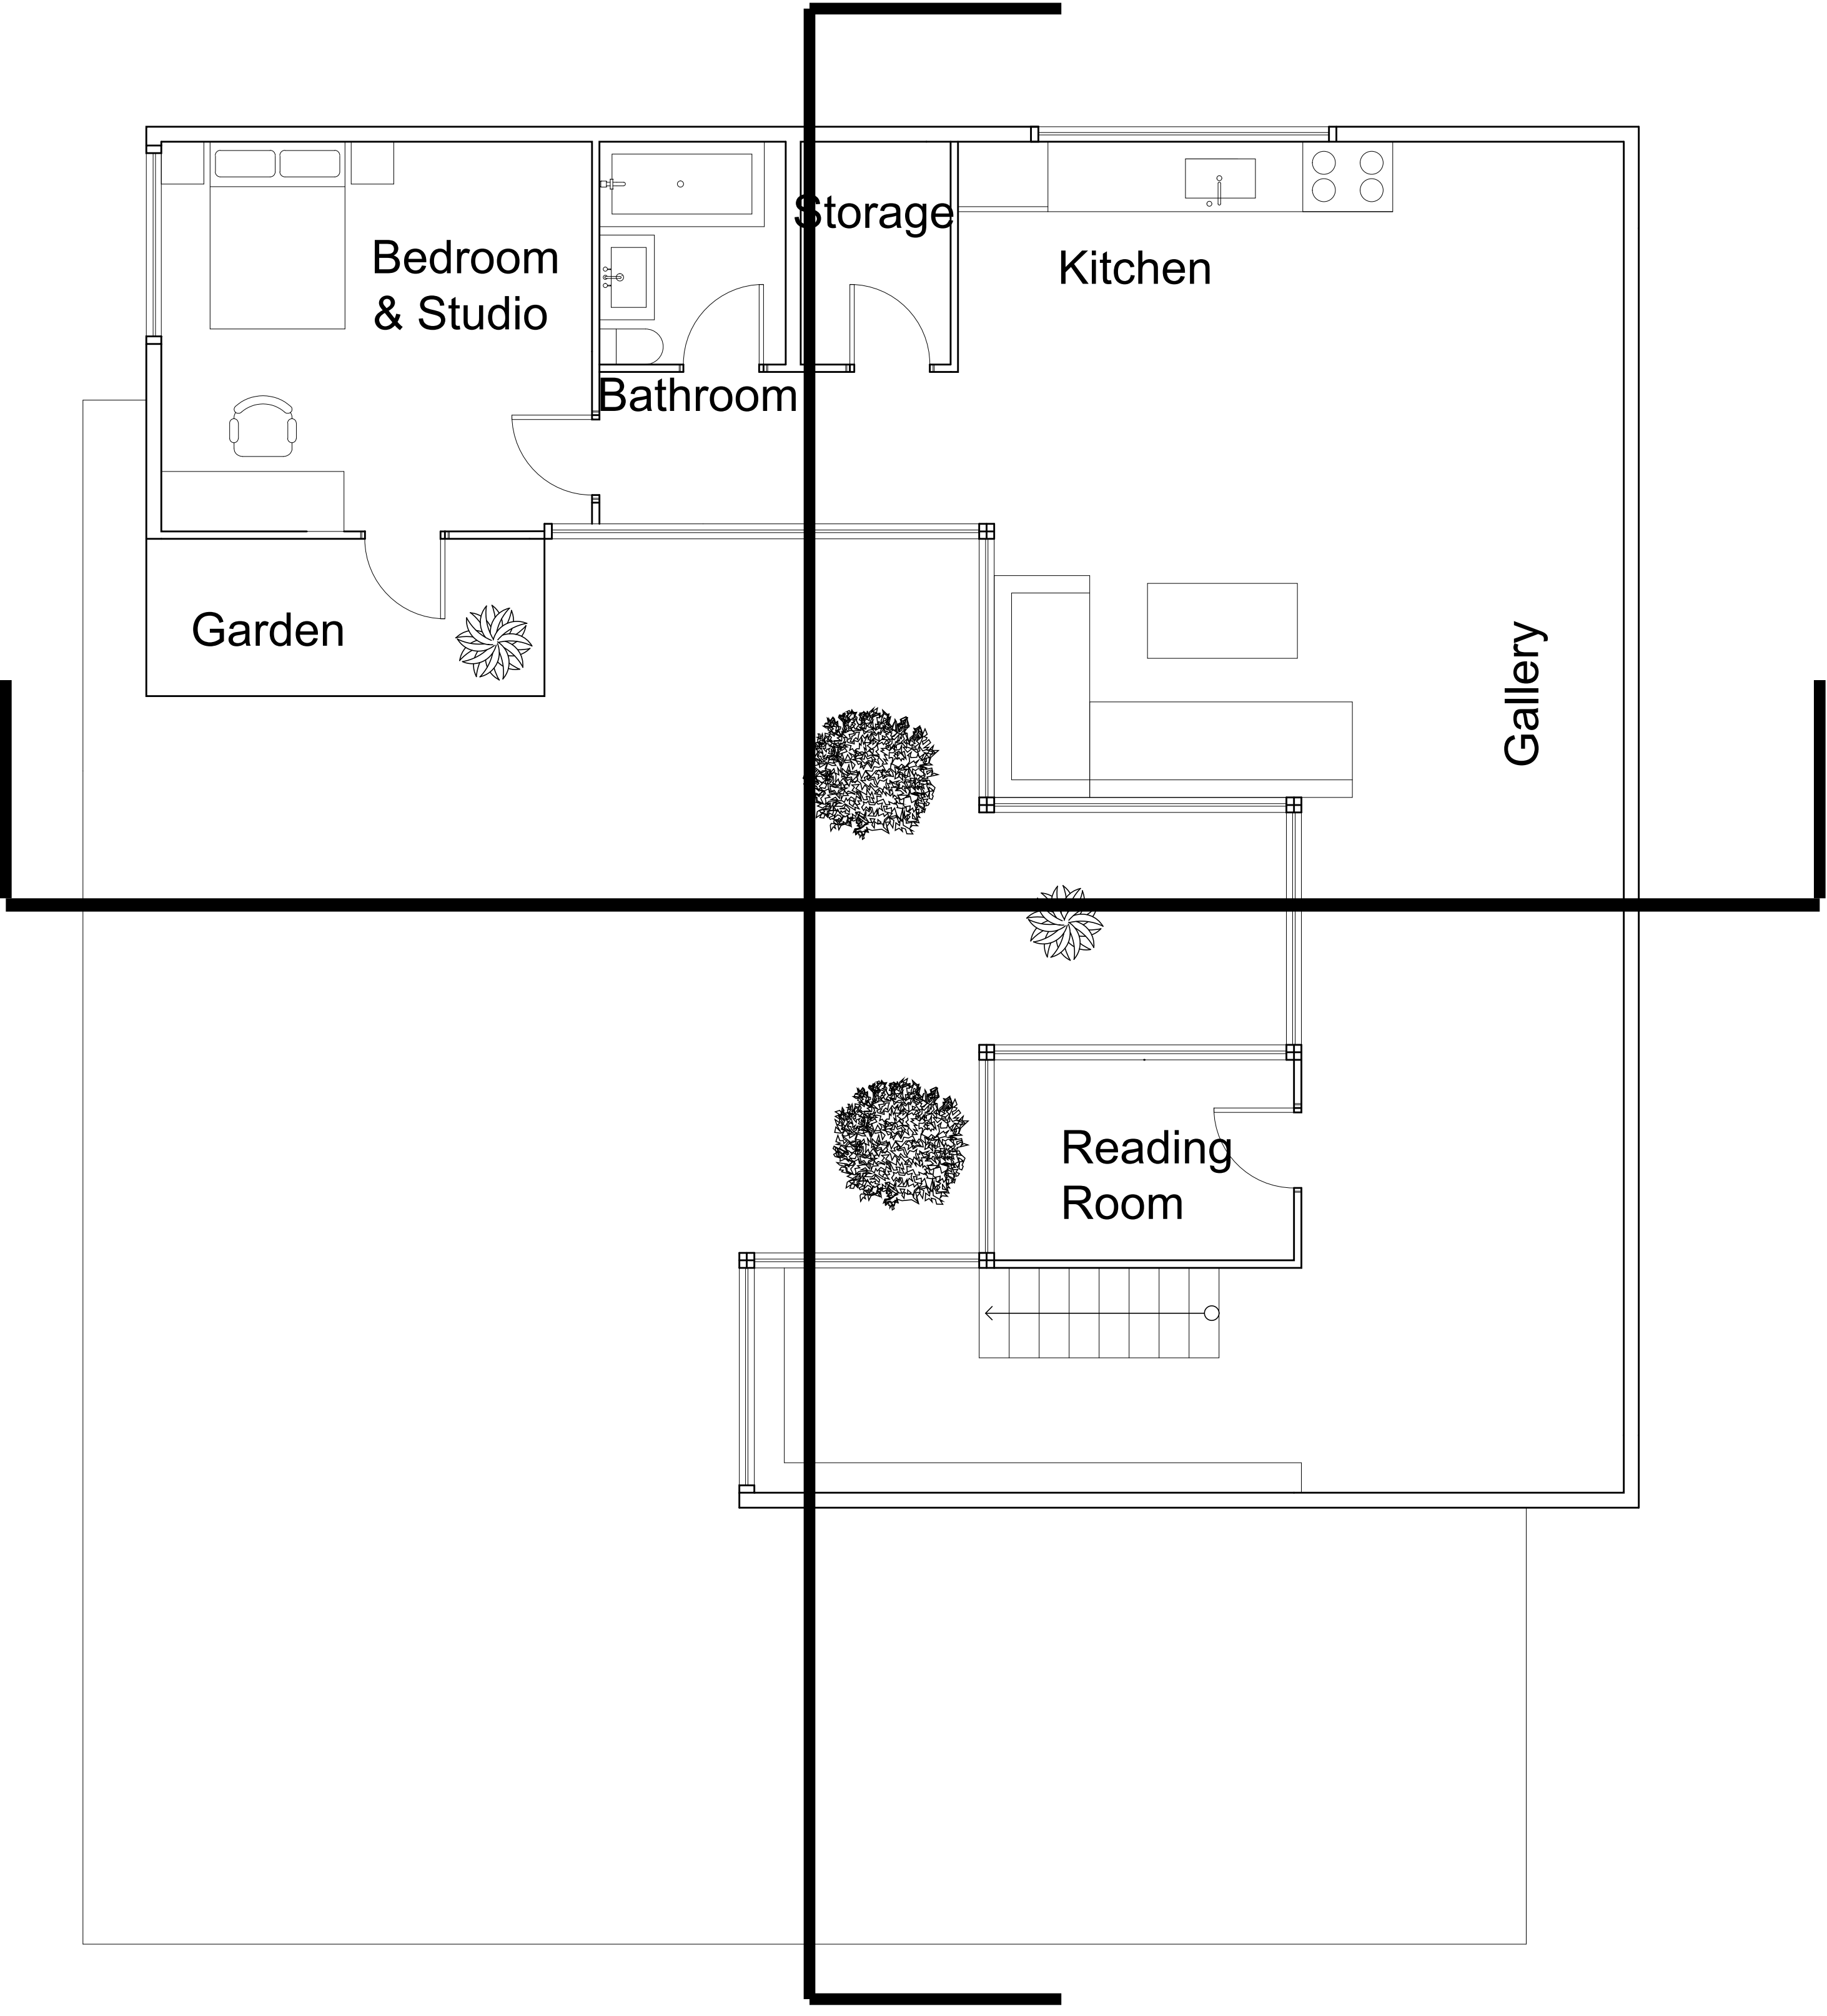 Storage
Bedroom
& Studio
Kitchen
Bathroom
Garden
Gallery
Reading
Room